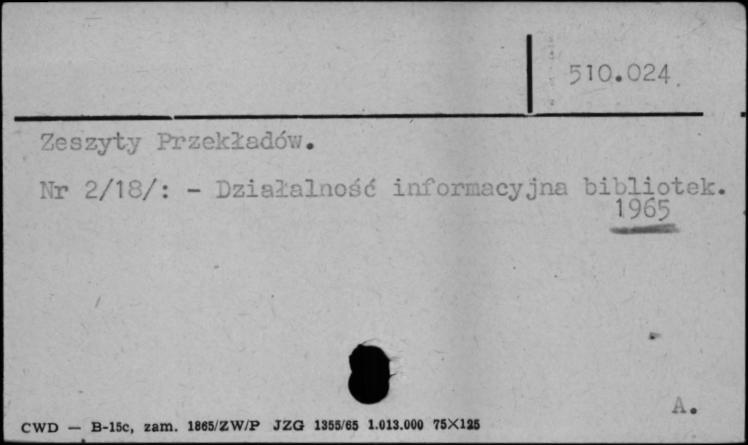 510.024
Zeszyty Przekładów.
Nr 2/18/: - Działalność informacyjna bibliotek.
1965
A.
CWD — B-15c, zam. 1865/ZW/P JZG 1355/65 1.013.000 75X125